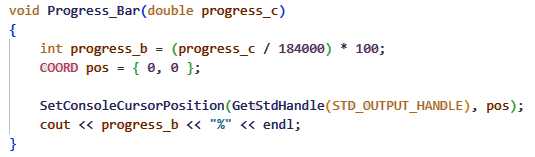 void Progress_Bar(double progress_c)
{
    int progress_b = (progress_c / 184000) * 100;
    COORD pos = { 0, 0 };

    SetConsoleCursorPosition(GetStdHandle(STD_OUTPUT_HANDLE), pos);
    cout << progress_b << "%" << endl;
}